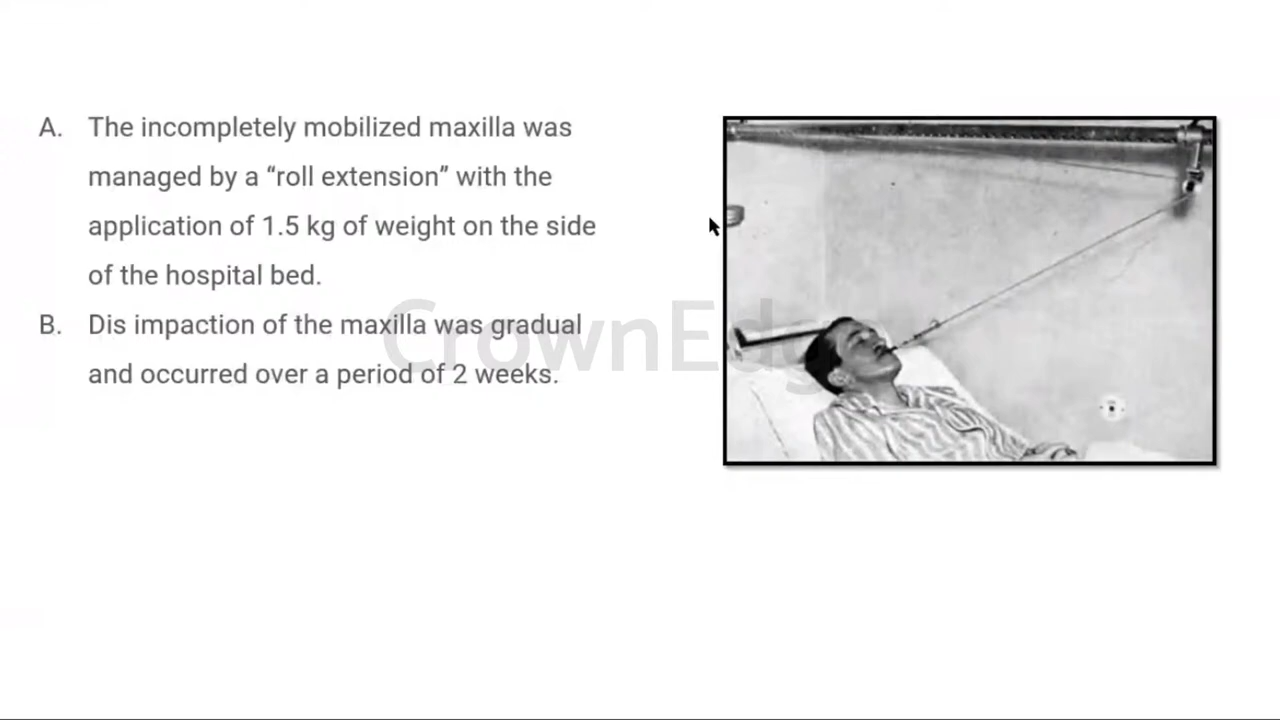 A. The incompletely mobilized maxilla was
managed by a “roll extension” with the
application of 1.5 kg of weight on the side
of the hospital bed.
B. Dis impaction of the maxilla was gradual
and occurred over a period of 2 weeks.
CrownEdg